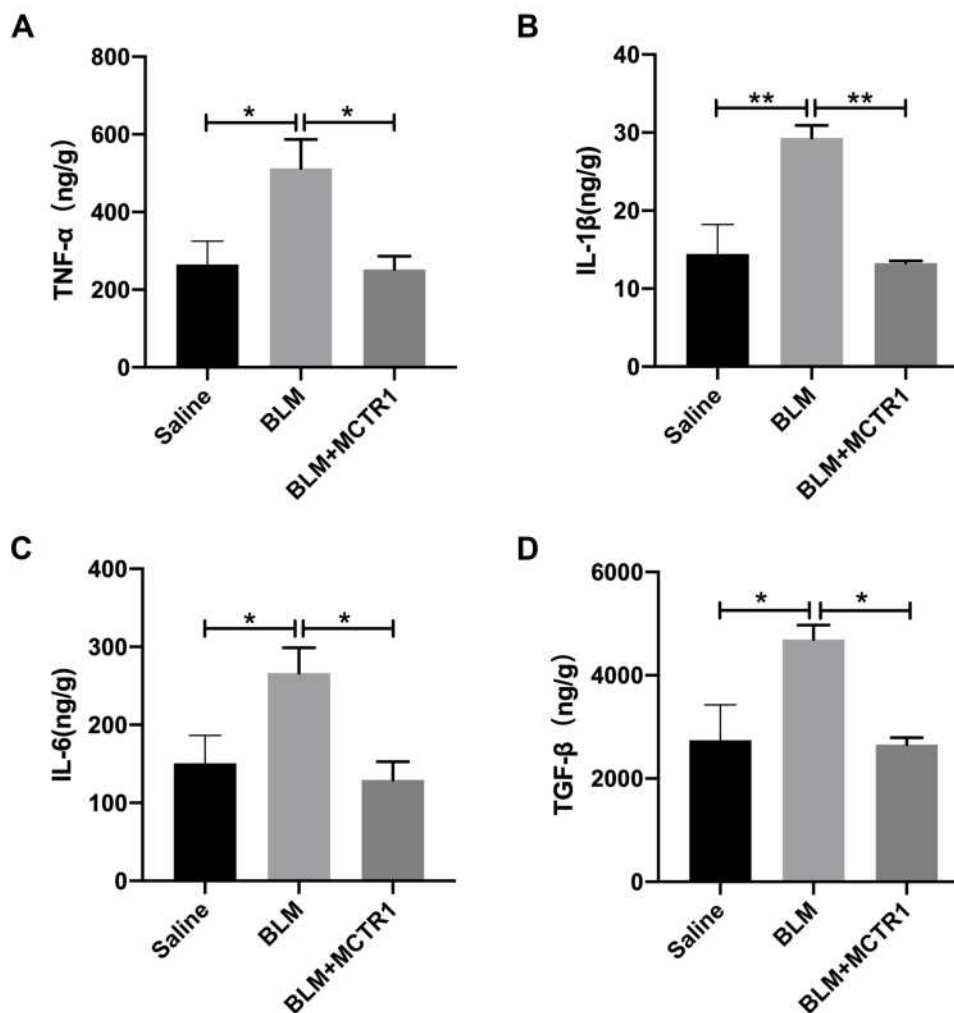 A
TNF-α (ng/g)
800
600
400
200
0
* *
Saline
BLM
BLM+MCTR1
B
IL-1β(ng/g)
40
30
20
10
0
** **
Saline
BLM
BLM+MCTR1
C
IL-6(ng/g)
400
300
200
100
0
* *
Saline
BLM
BLM+MCTR1
D
TGF-β (ng/g)
6000
4000
2000
0
* *
Saline
BLM
BLM+MCTR1